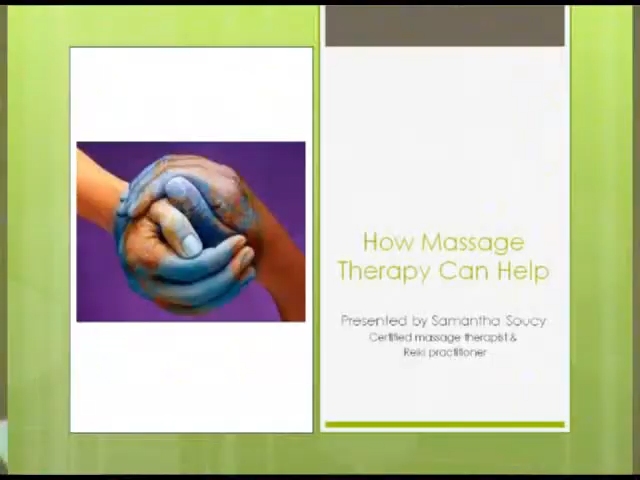 How Massage
Therapy Can Help
Presented by Samantha Soucy
Certified massage therapist &
Reiki practitioner